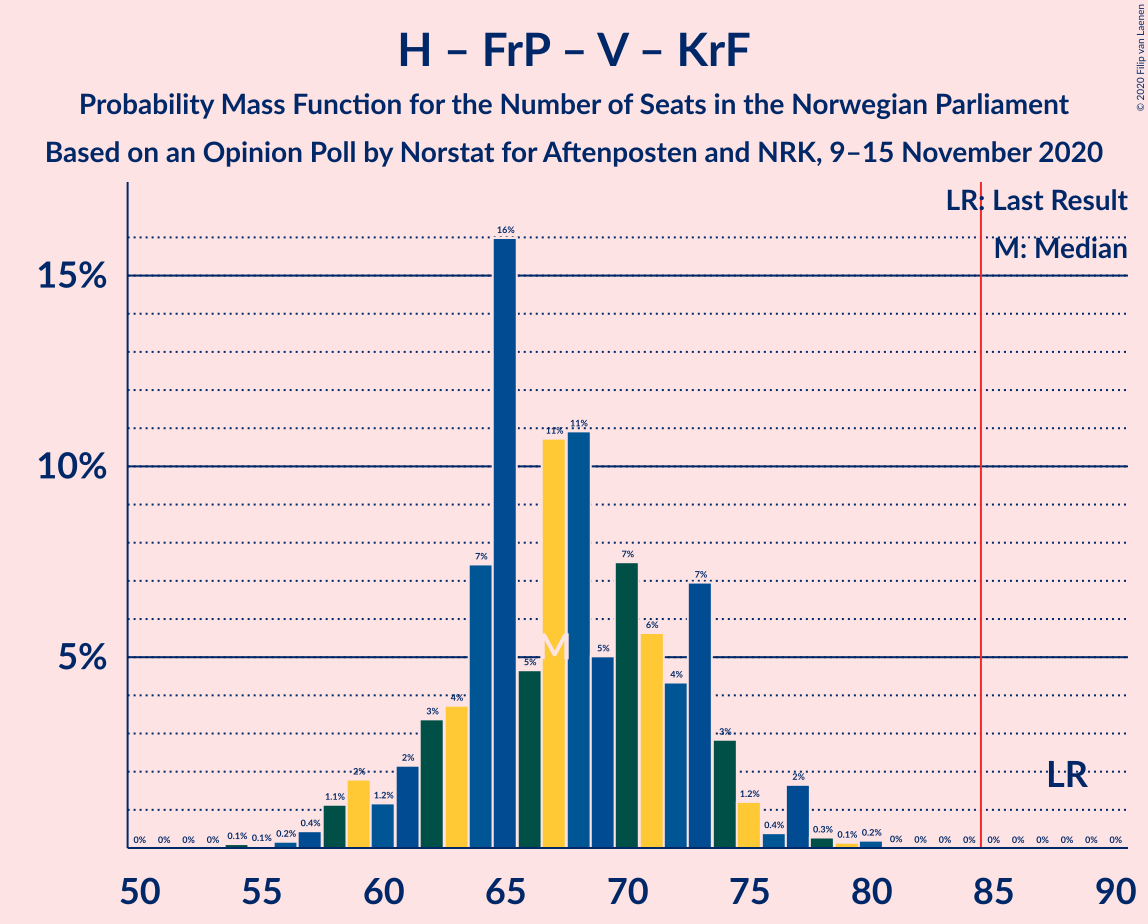 H – FrP – V – KrF
Probability Mass Function for the Number of Seats in the Norwegian Parliament
Based on an Opinion Poll by Norstat for Aftenposten and NRK, 9–15 November 2020
© 2020 Filip van Laenen
LR: Last Result
M: Median
15%
10%
5%
0% 0% 0% 0% 0.1% 0.1% 0.2% 0.4% 1.1% 2% 1.2% 2% 3% 4% 7% 16% 5% 11% 11% 5% 7% 6% 4% 7% 3% 1.2% 0.4% 2% 0.3% 0.1% 0.2% 0% 0% 0% 0% 0% 0% 0% 0% 0% 0%
M
LR
50 55 60 65 70 75 80 85 90